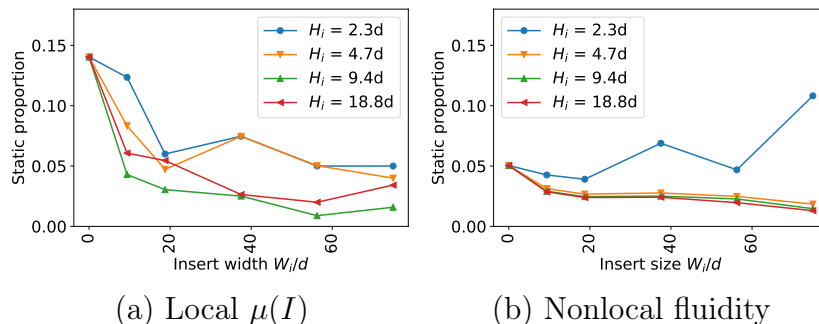 0.15
0.10
0.05
0.00
Static proportion
H_i = 2.3d
H_i = 4.7d
H_i = 9.4d
H_i = 18.8d
0
20
40
60
Insert width W_i/d
(a) Local μ(I)
0.15
0.10
0.05
0.00
Static proportion
H_i = 2.3d
H_i = 4.7d
H_i = 9.4d
H_i = 18.8d
0
20
40
60
Insert size W_i/d
(b) Nonlocal fluidity